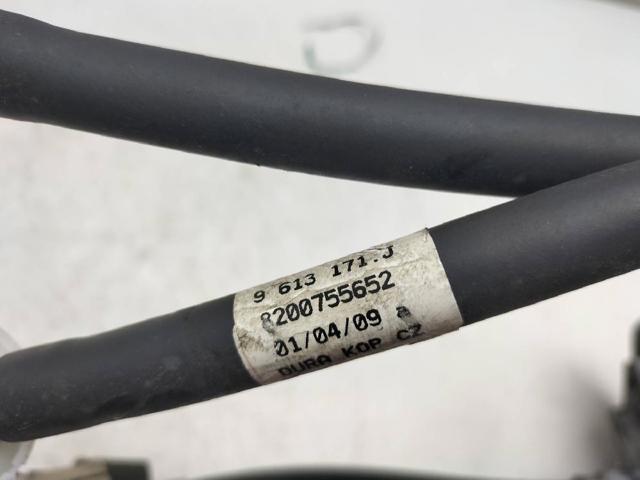 9 613 171.J
8200755652
01/04/09 a
DURA KOP CZ